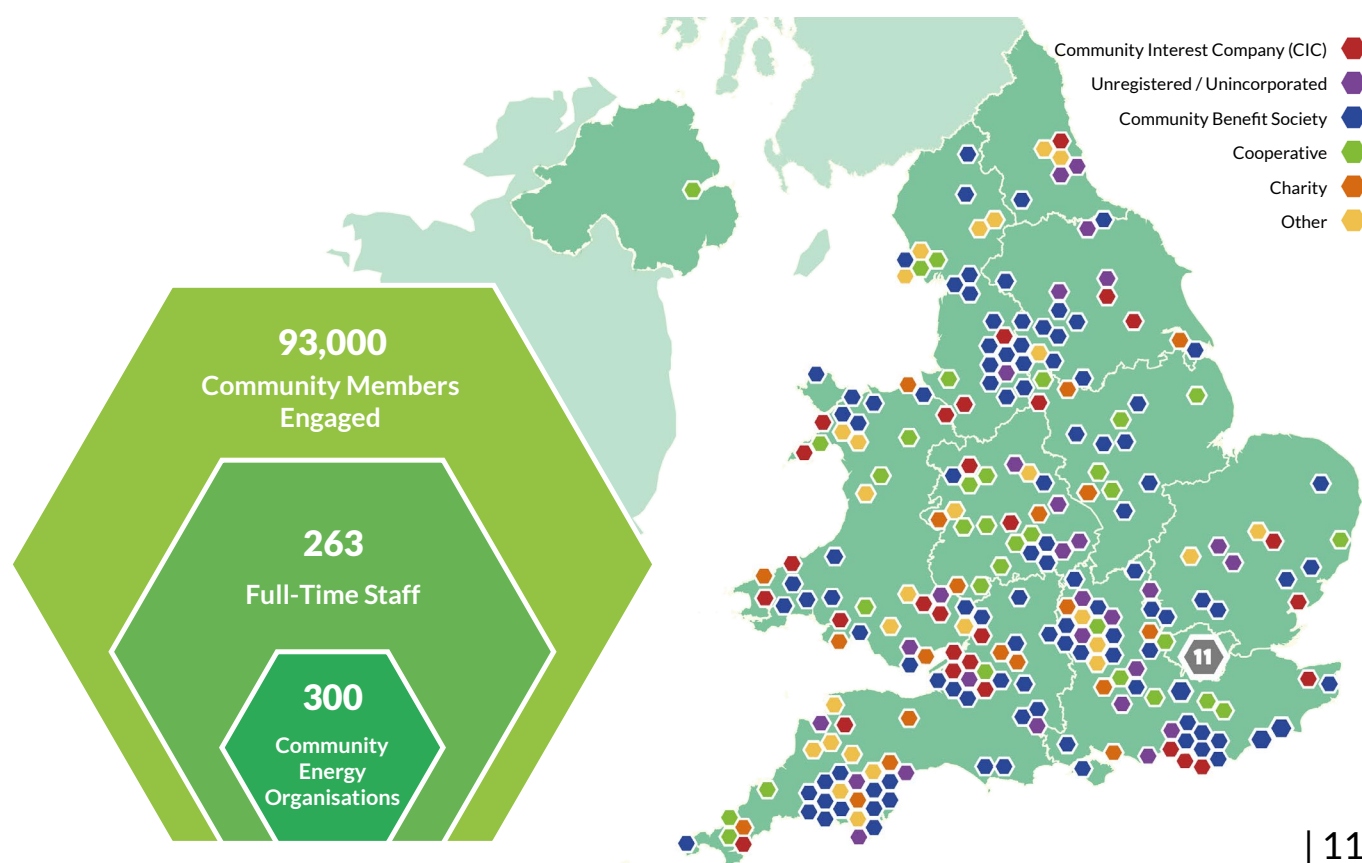 Community Interest Company (CIC)
Unregistered / Unincorporated
Community Benefit Society
Cooperative
Charity
Other
93,000
Community Members
Engaged
263
Full-Time Staff
300
Community
Energy
Organisations
11
| 11